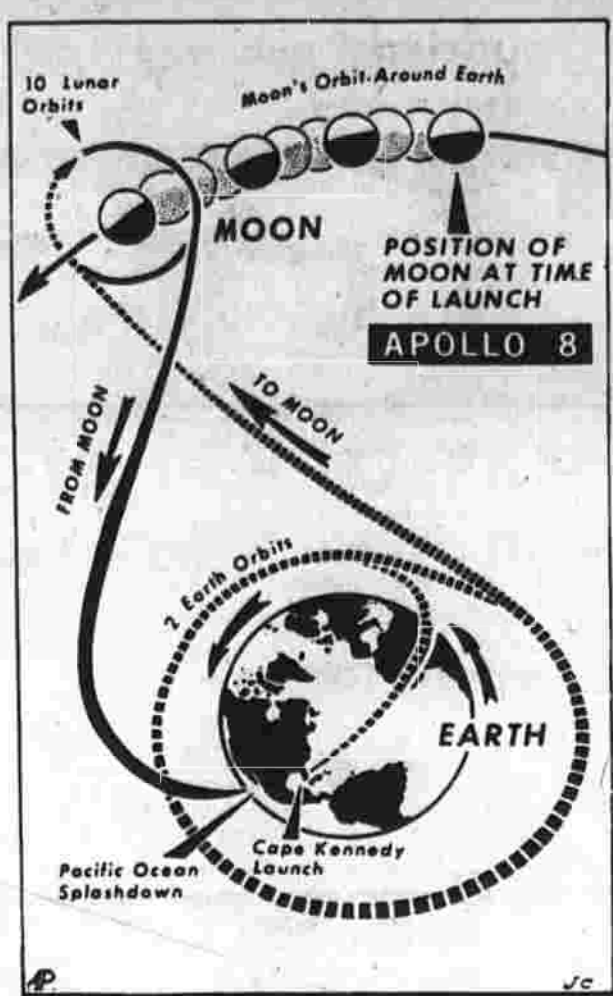 10 Lunar
Orbits
Moon's Orbit-Around Earth
MOON
POSITION OF
MOON AT TIME
OF LAUNCH
APOLLO 8
TO MOON
FROM MOON
2 Earth Orbits
EARTH
Cape Kennedy
Launch
Pacific Ocean
Splashdown
AP
JC